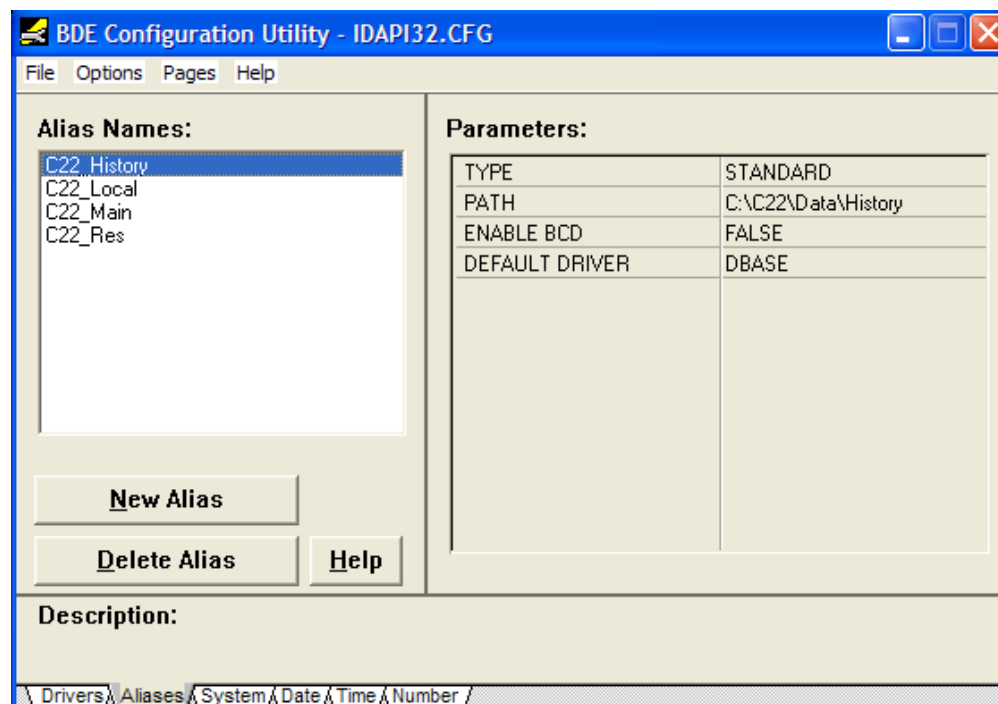 BDE Configuration Utility - IDAPI32.CFG
File Options Pages Help
Alias Names:
C22_History
C22_Local
C22_Main
C22_Res
New Alias
Delete Alias
Help
Parameters:
TYPE STANDARD
PATH C:\C22\Data\History
ENABLE BCD FALSE
DEFAULT DRIVER DBASE
Description:
Drivers Aliases System Date Time Number